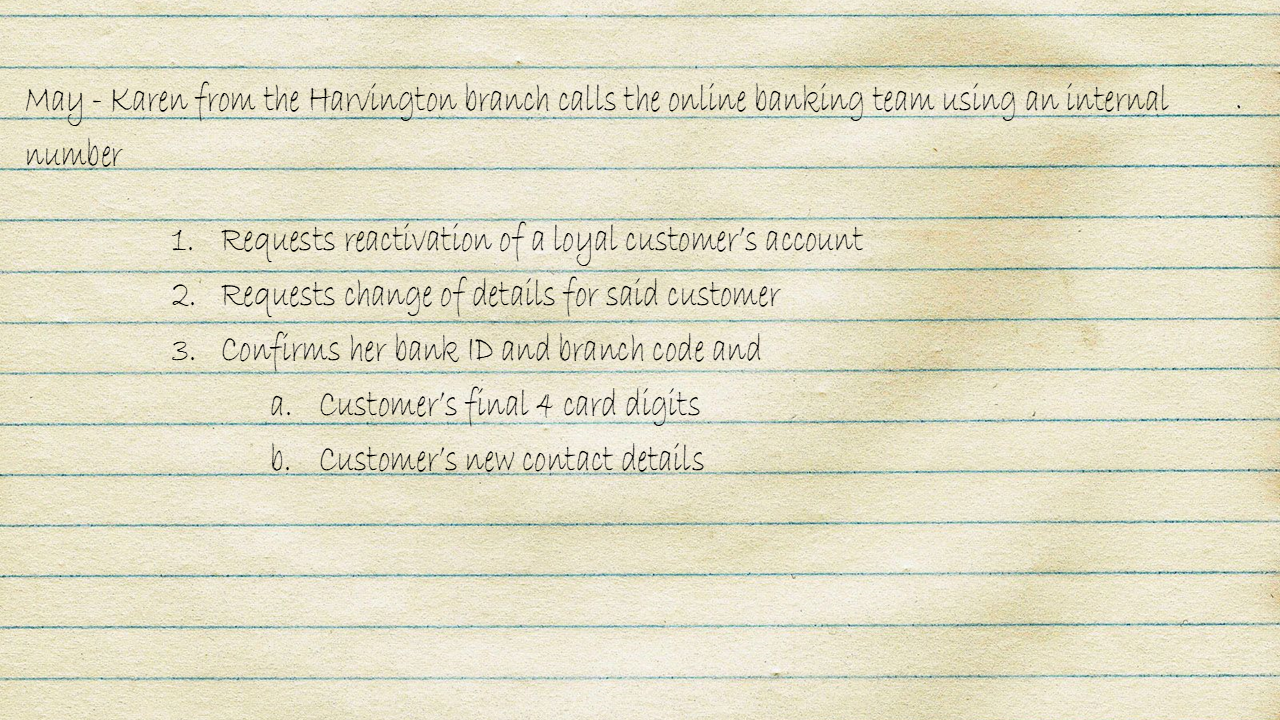 May - Karen from the Harvington branch calls the online banking team using an internal .
number
1. Requests reactivation of a loyal customer's account
2. Requests change of details for said customer
3. Confirms her bank ID and branch code and
a. Customer's final 4 card digits
b. Customer's new contact details